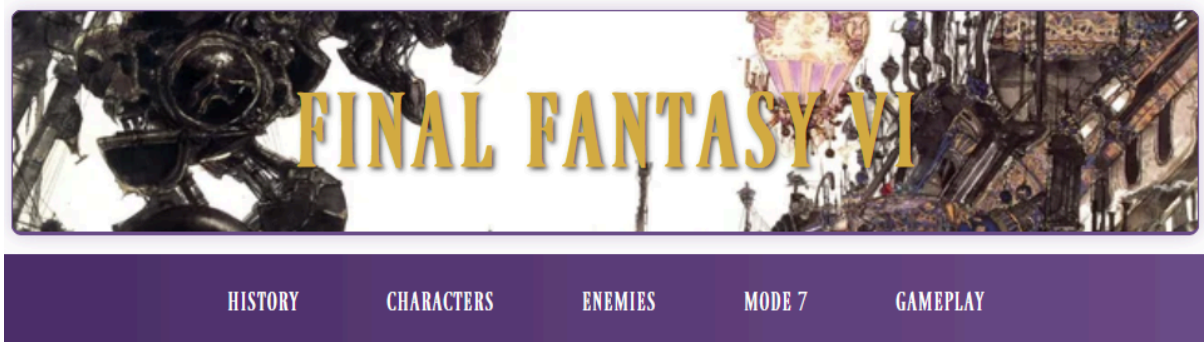 FINAL FANTASY VI
HISTORY CHARACTERS ENEMIES MODE 7 GAMEPLAY